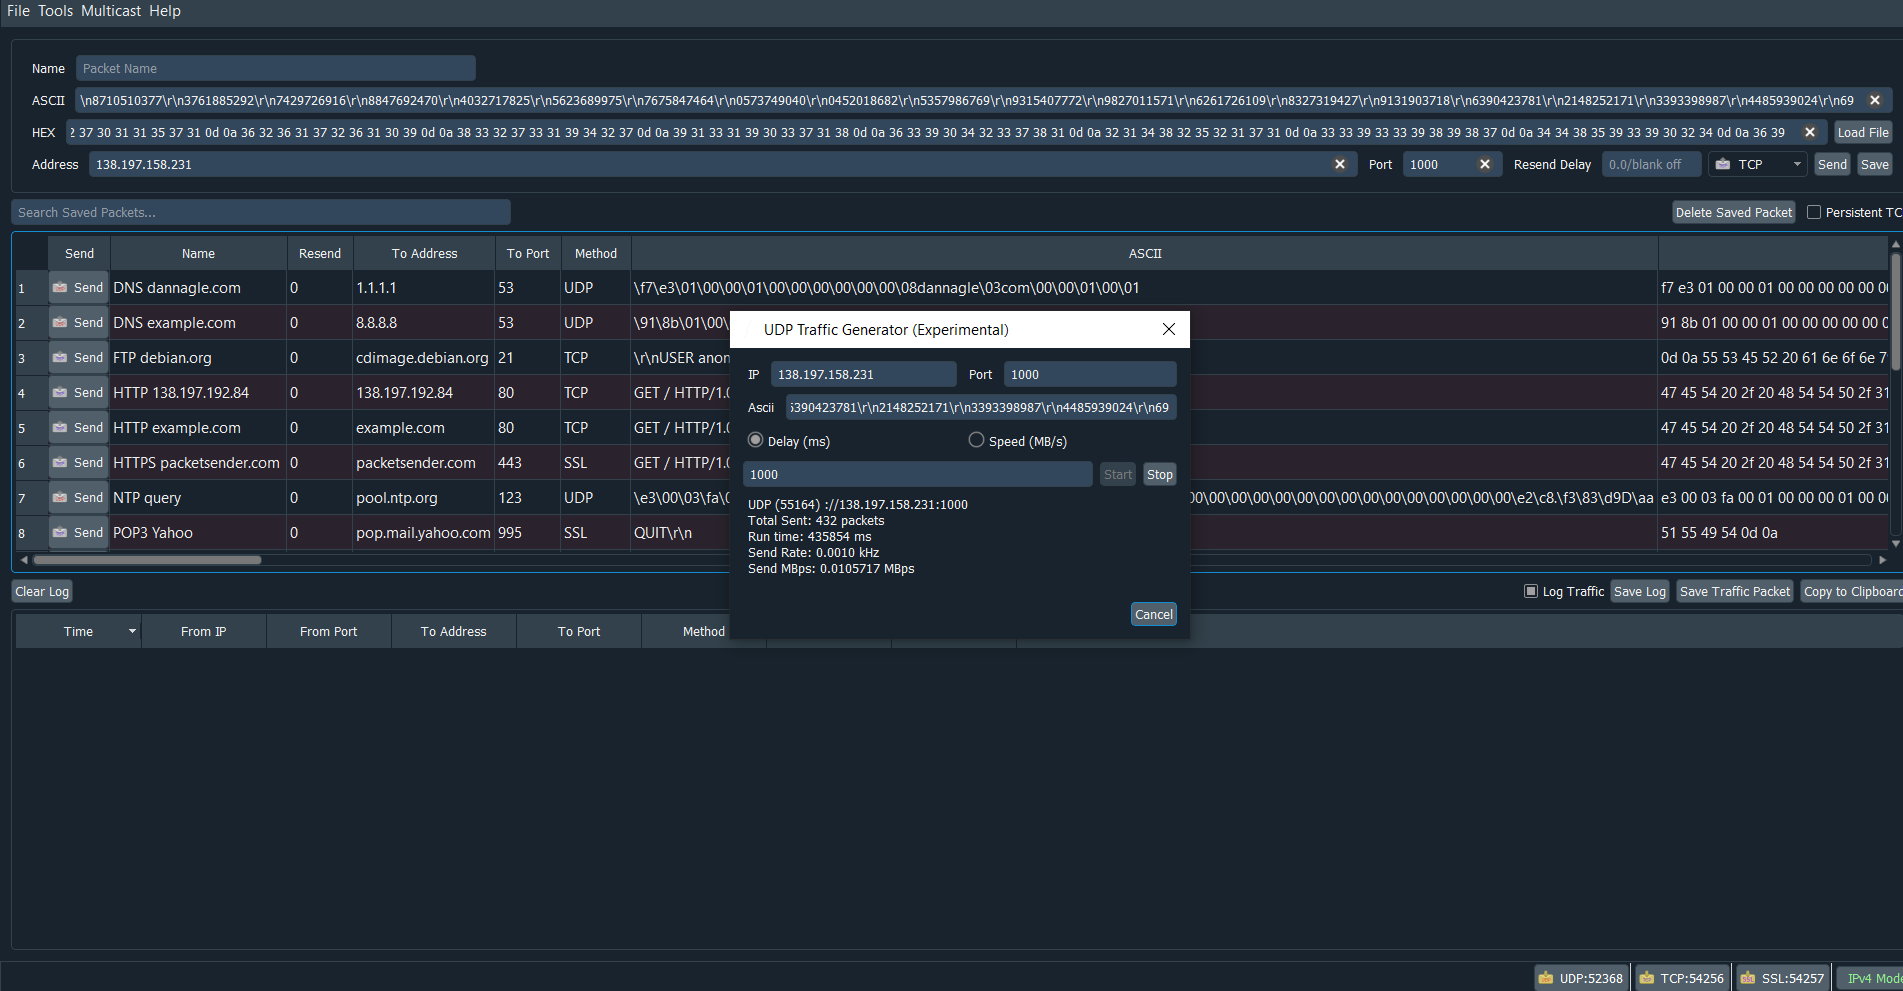 File Tools Multicast Help
Name Packet Name
ASCII \n8710510377\r\n3761885292\r\n7429726916\r\n8847692470\r\n4032717825\r\n5623689975\r\n7675847464\r\n0573749040\r\n0452018682\r\n5357986769\r\n9315407772\r\n9827011571\r\n6261726109\r\n8327319427\r\n9131903718\r\n6390423781\r\n2148252171\r\n3393398987\r\n4485939024\r\n69
HEX 37 30 31 31 35 37 31 0d 0a 36 32 36 31 37 32 36 31 30 39 0d 0a 38 33 32 37 33 31 39 34 32 37 0d 0a 39 31 33 31 39 30 33 37 31 38 0d 0a 36 33 39 30 34 32 33 37 38 31 0d 0a 32 31 34 38 32 35 32 31 37 31 0d 0a 33 33 39 33 33 39 38 39 38 37 0d 0a 34 34 38 35 39 33 39 30 32 34 0d 0a 36 39 Load File
Address 138.197.158.231 Port 1000 Resend Delay 0.0/blank off TCP Send Save
Search Saved Packets... Delete Saved Packet Persistent TC
Send Name Resend To Address To Port Method ASCII
1 Send DNS dannagle.com 0 1.1.1.1 53 UDP \f7\e3\01\00\00\01\00\00\00\00\00\00\08dannagle\03com\00\00\01\00\01 f7 e3 01 00 00 01 00 00 00 00 00 0
2 Send DNS example.com 0 8.8.8.8 53 UDP \91\8b\01\00\ 91 8b 01 00 00 01 00 00 00 00 00 0
3 Send FTP debian.org 0 cdimage.debian.org 21 TCP \r\nUSER anon 0d 0a 55 53 45 52 20 61 6e 6f 6e 7
4 Send HTTP 138.197.192.84 0 138.197.192.84 80 TCP GET / HTTP/1.0 47 45 54 20 2f 20 48 54 54 50 2f 31
5 Send HTTP example.com 0 example.com 80 TCP GET / HTTP/1.0 47 45 54 20 2f 20 48 54 54 50 2f 31
6 Send HTTPS packetsender.com 0 packetsender.com 443 SSL GET / HTTP/1.0 47 45 54 20 2f 20 48 54 54 50 2f 31
7 Send NTP query 0 pool.ntp.org 123 UDP \e3\00\03\fa\0 00\00\00\00\00\00\00\00\00\00\00\00\00\00\e2\c8.\f3\83\d9D\aa e3 00 03 fa 00 01 00 00 00 01 00 0
8 Send POP3 Yahoo 0 pop.mail.yahoo.com 995 SSL QUIT\r\n 51 55 49 54 0d 0a
UDP Traffic Generator (Experimental)
IP 138.197.158.231 Port 1000
Ascii 390423781\r\n2148252171\r\n3393398987\r\n4485939024\r\n69
Delay (ms) Speed (MB/s)
1000 Start Stop
UDP (55164) ://138.197.158.231:1000
Total Sent: 432 packets
Run time: 435854 ms
Send Rate: 0.0010 kHz
Send MBps: 0.0105717 MBps
Cancel
Clear Log Log Traffic Save Log Save Traffic Packet Copy to Clipboard
Time From IP From Port To Address To Port Method
UDP:52368 TCP:54256 SSL:54257 IPv4 Mode